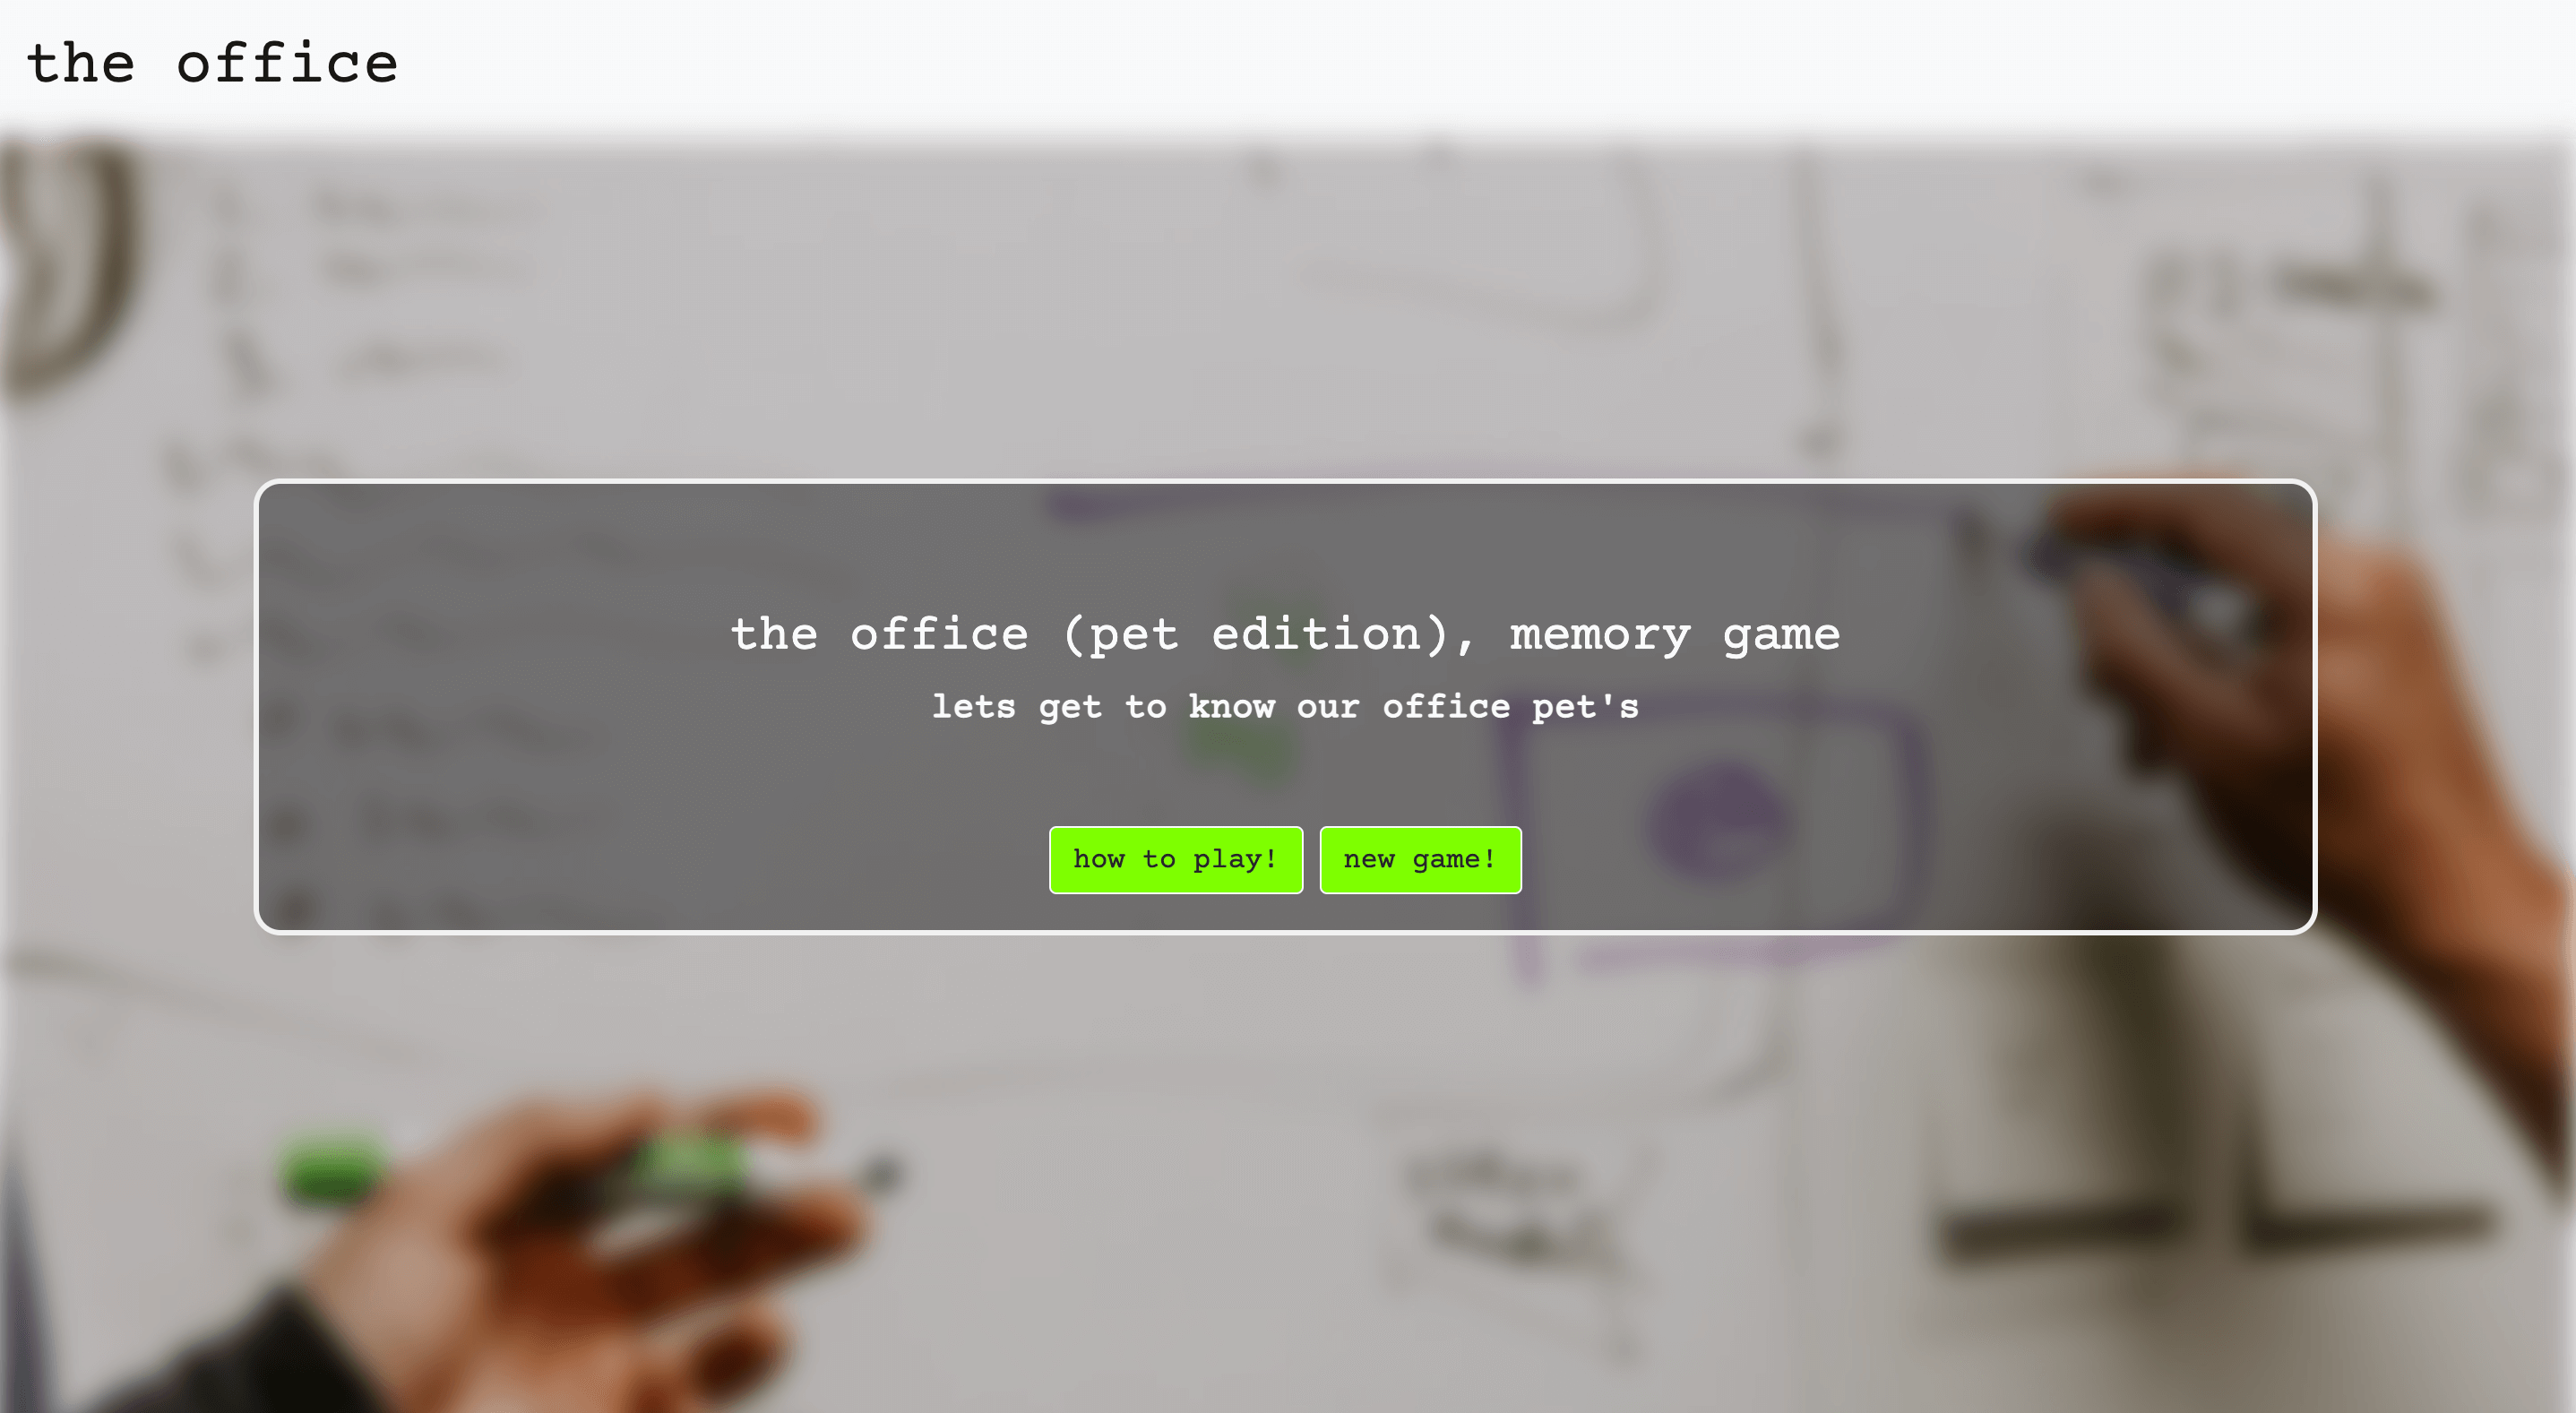 the office
the office (pet edition), memory game
lets get to know our office pet's
how to play!
new game!